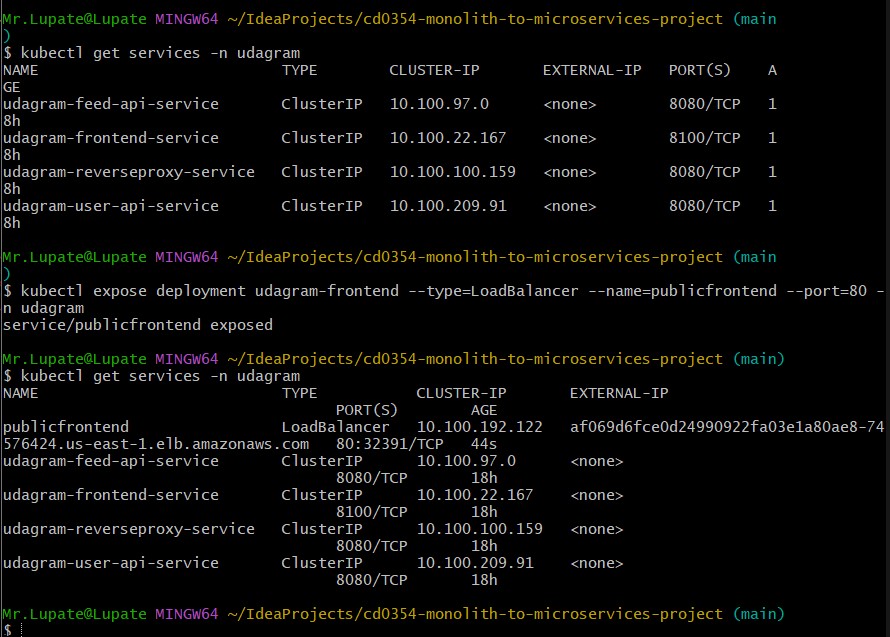 Mr.Lupate@Lupate MINGW64 ~/IdeaProjects/cd0354-monolith-to-microservices-project (main
)
$ kubectl get services -n udagram
NAME                           TYPE        CLUSTER-IP       EXTERNAL-IP   PORT(S)    A
GE
udagram-feed-api-service       ClusterIP   10.100.97.0      <none>        8080/TCP   1
8h
udagram-frontend-service       ClusterIP   10.100.22.167    <none>        8100/TCP   1
8h
udagram-reverseproxy-service   ClusterIP   10.100.100.159   <none>        8080/TCP   1
8h
udagram-user-api-service       ClusterIP   10.100.209.91    <none>        8080/TCP   1
8h
Mr.Lupate@Lupate MINGW64 ~/IdeaProjects/cd0354-monolith-to-microservices-project (main
)
$ kubectl expose deployment udagram-frontend --type=LoadBalancer --name=publicfrontend --port=80 -
n udagram
service/publicfrontend exposed
Mr.Lupate@Lupate MINGW64 ~/IdeaProjects/cd0354-monolith-to-microservices-project (main)
$ kubectl get services -n udagram
NAME                           TYPE           CLUSTER-IP       EXTERNAL-IP
PORT(S)        AGE
publicfrontend                 LoadBalancer   10.100.192.122   af069d6fce0d24990922fa03e1a80ae8-74
576424.us-east-1.elb.amazonaws.com   80:32391/TCP   44s
udagram-feed-api-service       ClusterIP      10.100.97.0      <none>
8080/TCP       18h
udagram-frontend-service       ClusterIP      10.100.22.167    <none>
8100/TCP       18h
udagram-reverseproxy-service   ClusterIP      10.100.100.159   <none>
8080/TCP       18h
udagram-user-api-service       ClusterIP      10.100.209.91    <none>
8080/TCP       18h
Mr.Lupate@Lupate MINGW64 ~/IdeaProjects/cd0354-monolith-to-microservices-project (main)
$